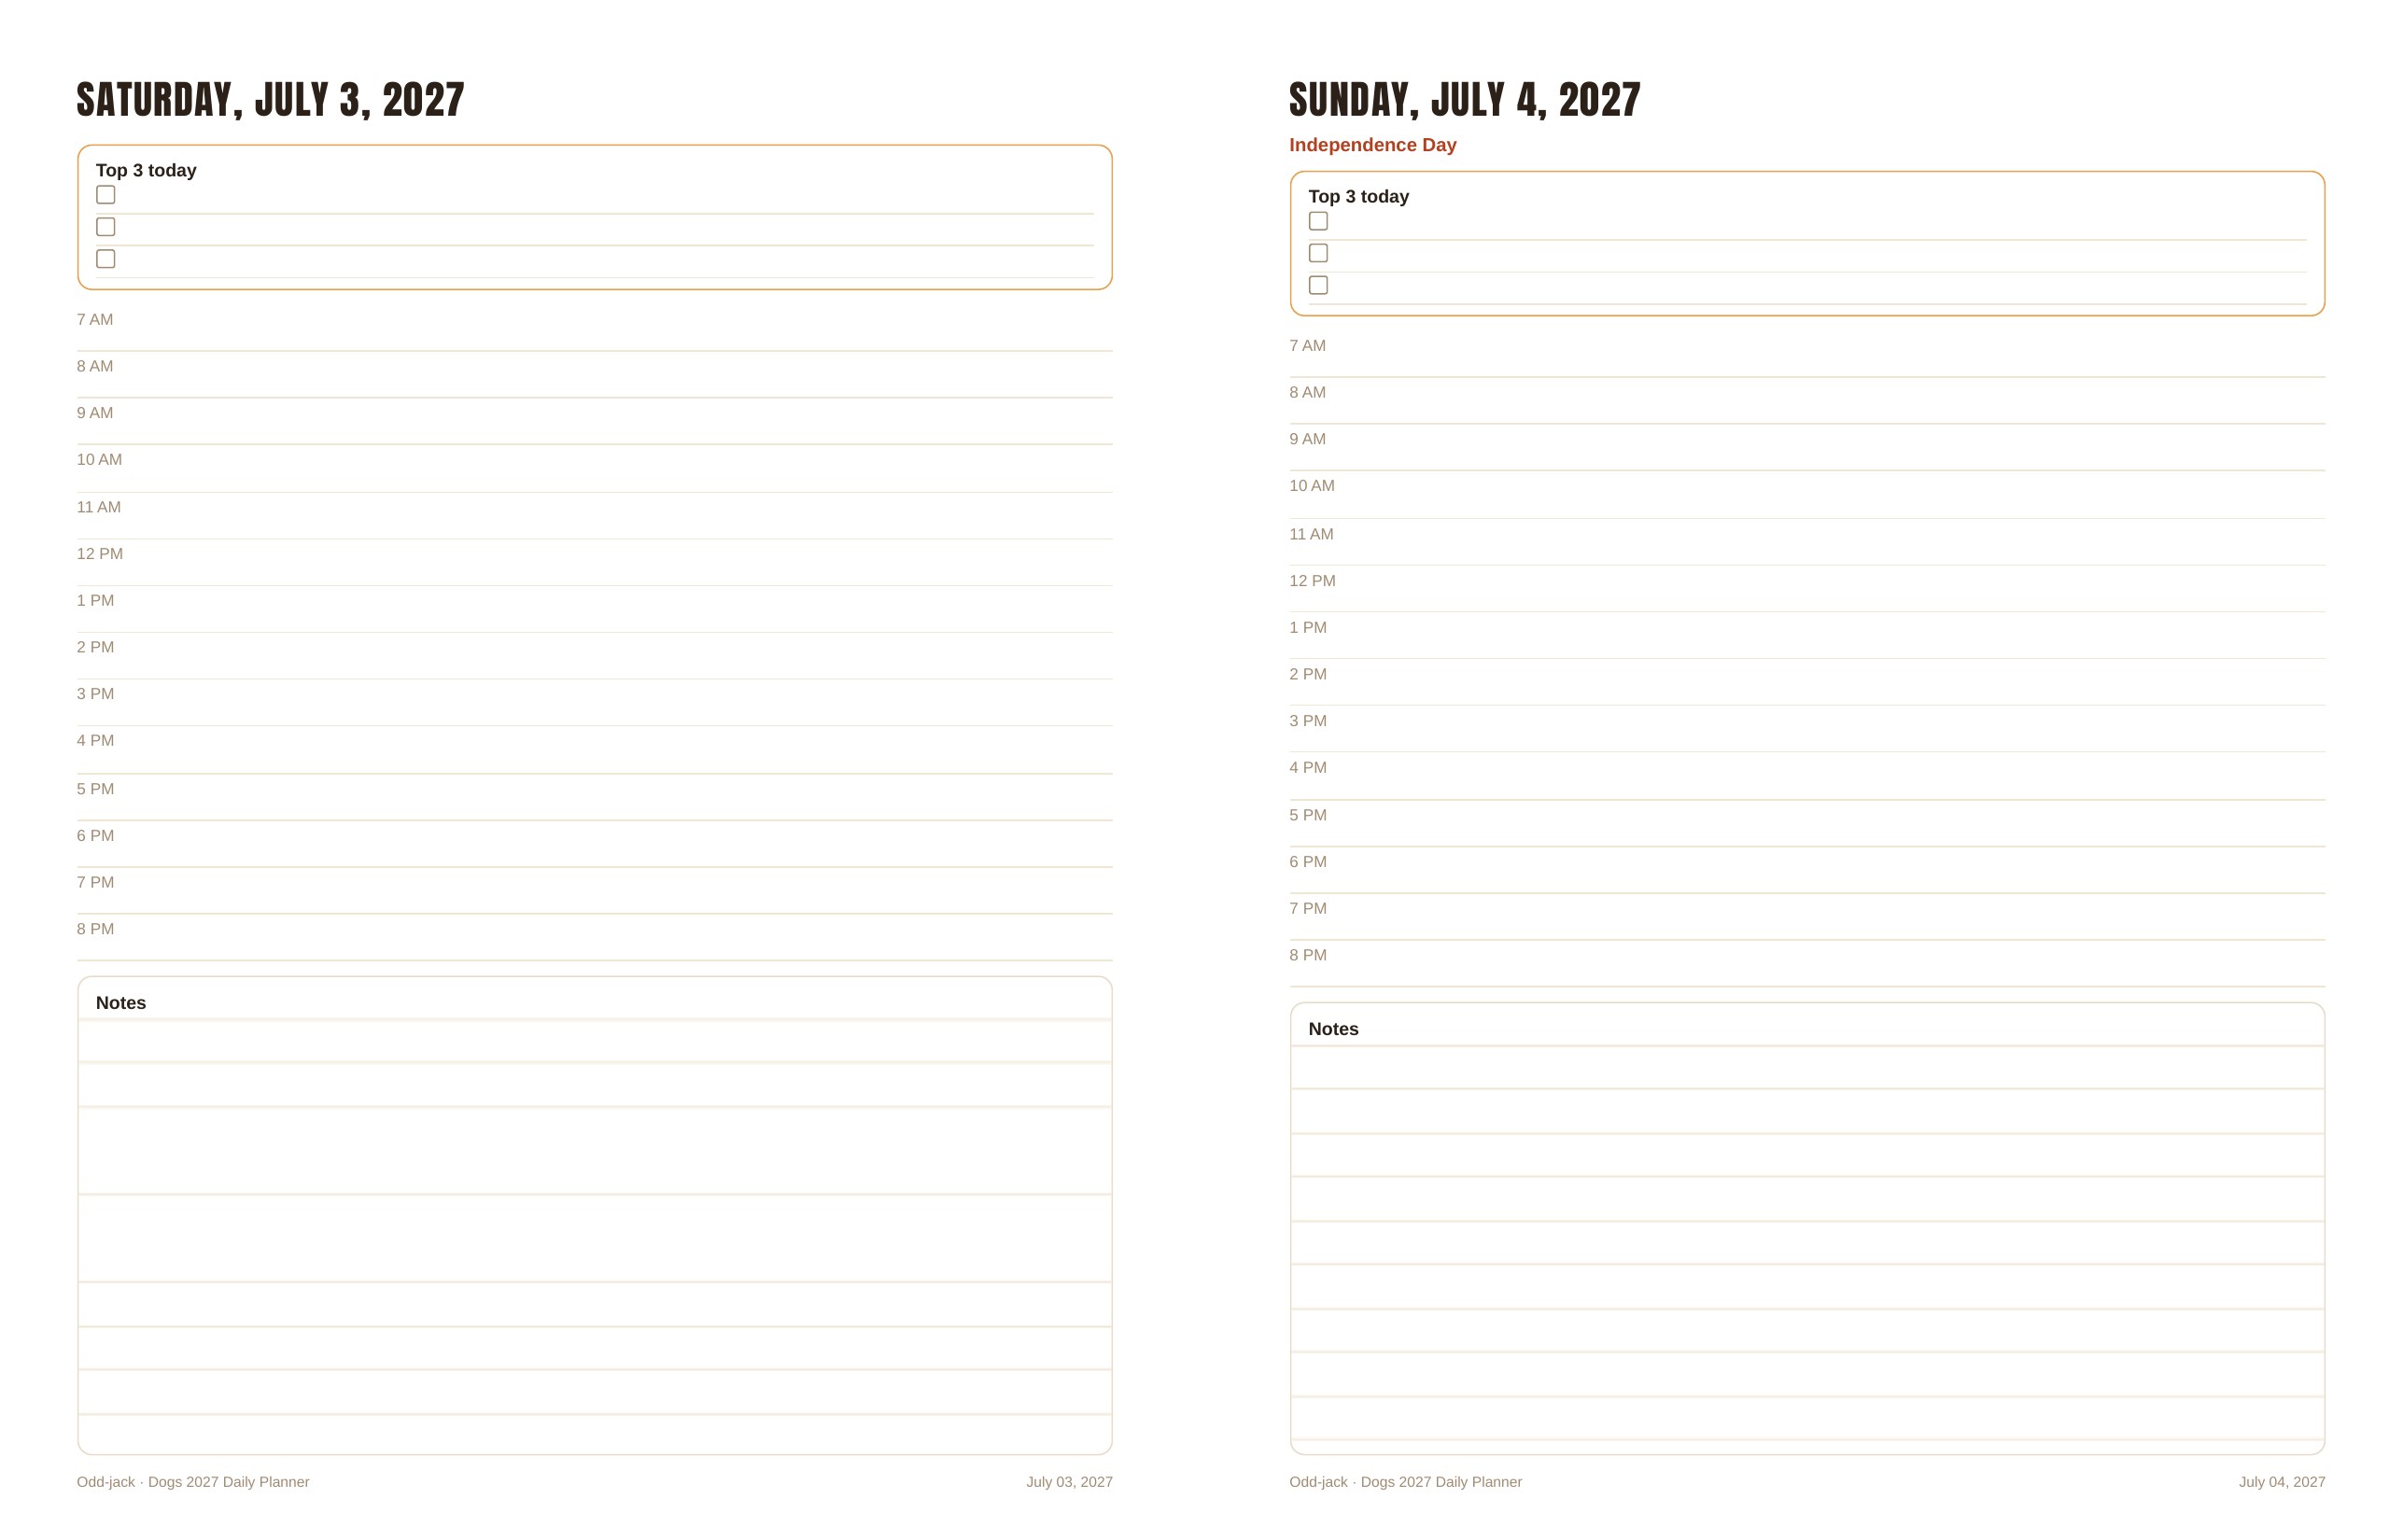 SATURDAY, JULY 3, 2027
Top 3 today
7 AM
8 AM
9 AM
10 AM
11 AM
12 PM
1 PM
2 PM
3 PM
4 PM
5 PM
6 PM
7 PM
8 PM
Notes
Odd-jack · Dogs 2027 Daily Planner
July 03, 2027
SUNDAY, JULY 4, 2027
Independence Day
Top 3 today
7 AM
8 AM
9 AM
10 AM
11 AM
12 PM
1 PM
2 PM
3 PM
4 PM
5 PM
6 PM
7 PM
8 PM
Notes
Odd-jack · Dogs 2027 Daily Planner
July 04, 2027